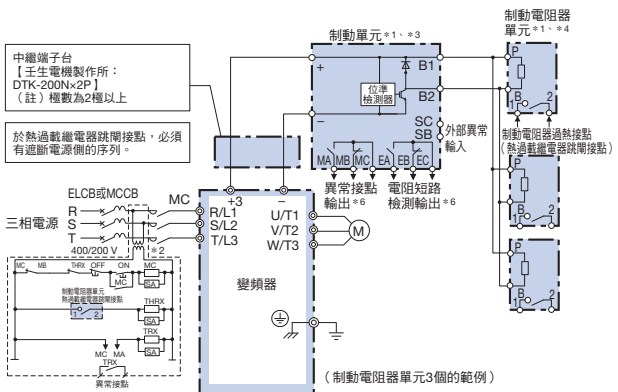 制動單元＊1、＊3
制動電阻器
單元＊1、＊4
中繼端子台
【壬生電機製作所：
DTK-200N×2P】
（註）極數為2極以上
於熱過載繼電器跳閘接點，必須
有遮斷電源側的序列。
+
−
位準
檢測器
B1
B2
SC
SB
外部異常
輸入
MA MB MC EA EB EC
異常接點
輸出＊6
電阻短路
檢測輸出＊6
P
B
1 2
制動電阻器過熱接點
（熱過載繼電器跳閘接點）
P
B
1 2
P
B
1 2
ELCB或MCCB
MC
三相電源
R
S
T
400/200 V
＊2
+3
−
R/L1
S/L2
T/L3
U/T1
V/T2
W/T3
M
變頻器
MC MB THRX OFF ON MC
MC
SA
制動電阻器單元
熱過載繼電器跳閘接點
1 2
THRX
SA
TRX
SA
MC MA
TRX
異常接點
（制動電阻器單元3個的範例）